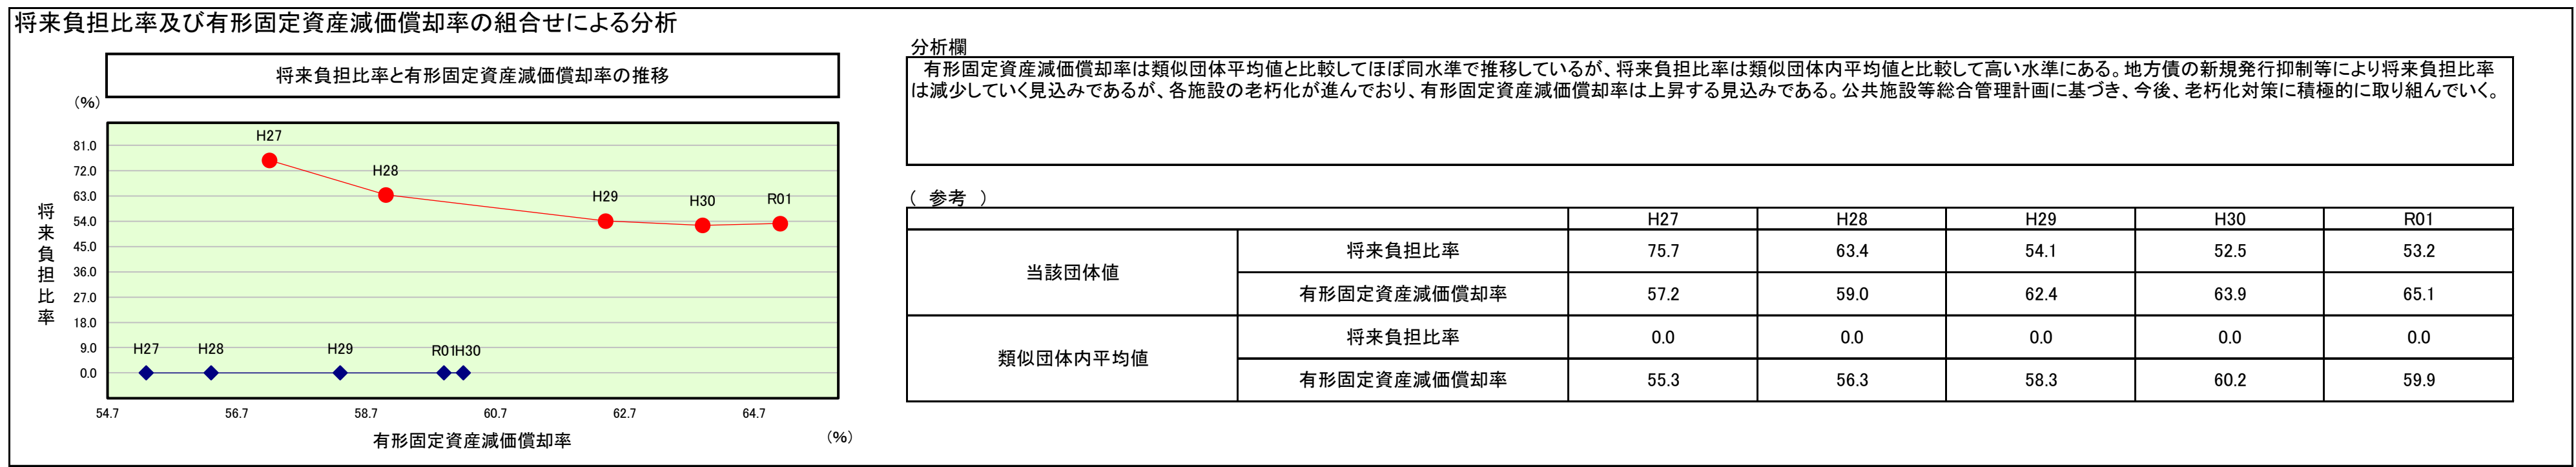 将来負担比率及び有形固定資産減価償却率の組合せによる分析
将来負担比率と有形固定資産減価償却率の推移
(%)
81.0
72.0
63.0
54.0
45.0
36.0
27.0
18.0
9.0
0.0
将来負担比率
H27
H28
H29
H30
R01
H27
H28
H29
R01
H30
54.7
56.7
58.7
60.7
62.7
64.7
有形固定資産減価償却率
(%)
分析欄
有形固定資産減価償却率は類似団体平均値と比較してほぼ同水準で推移しているが、将来負担比率は類似団体内平均値と比較して高い水準にある。地方債の新規発行抑制等により将来負担比率
は減少していく見込みであるが、各施設の老朽化が進んでおり、有形固定資産減価償却率は上昇する見込みである。公共施設等総合管理計画に基づき、今後、老朽化対策に積極的に取り組んでいく。
( 参考 )
H27 H28 H29 H30 R01
当該団体値
将来負担比率 75.7 63.4 54.1 52.5 53.2
有形固定資産減価償却率 57.2 59.0 62.4 63.9 65.1
類似団体内平均値
将来負担比率 0.0 0.0 0.0 0.0 0.0
有形固定資産減価償却率 55.3 56.3 58.3 60.2 59.9